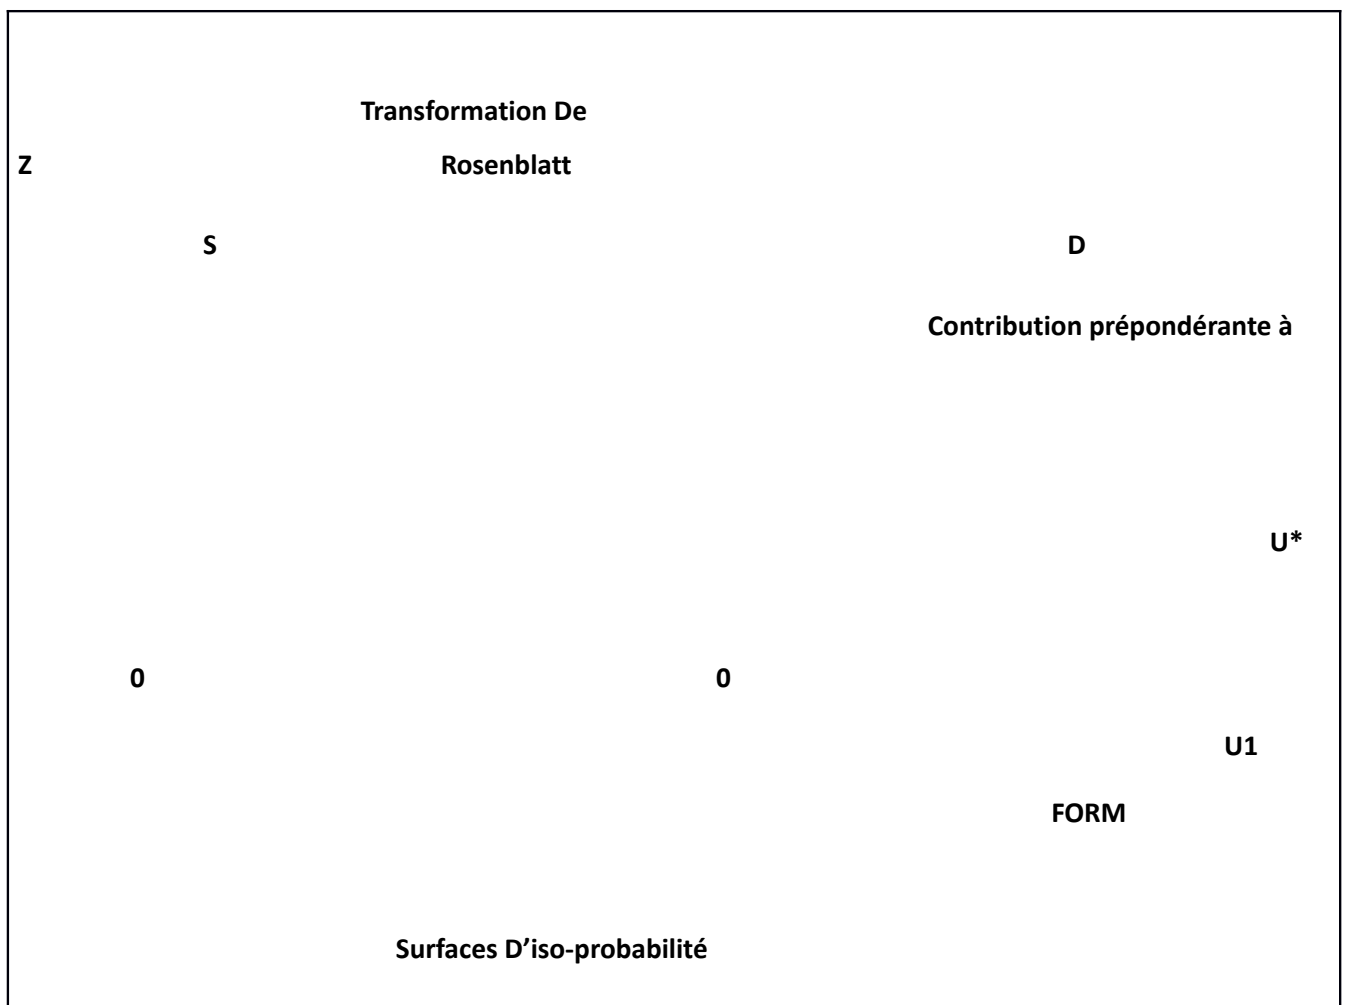 Transformation De
Z Rosenblatt
S D
Contribution prépondérante à
U*
0 0
U1
FORM
Surfaces D’iso-probabilité